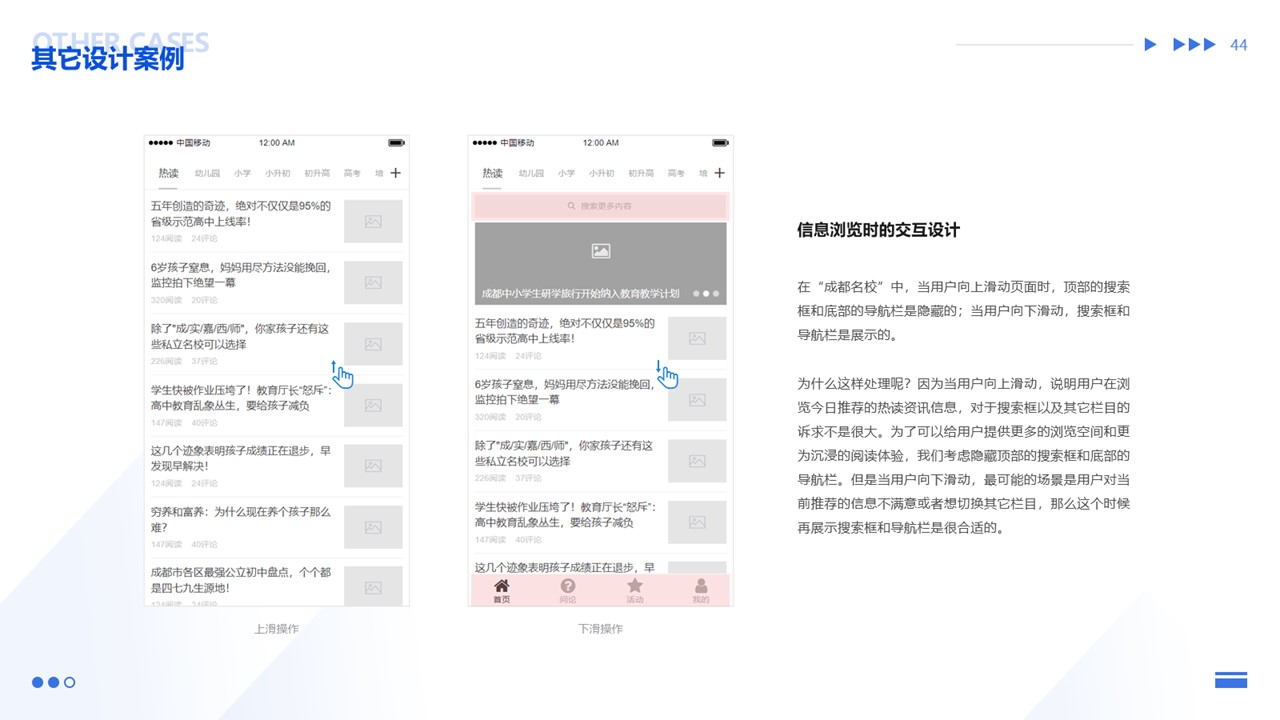 OTHER CASES
其它设计案例
44
中国移动
12:00 AM
热读 幼儿园 小学 小升初 初升高 高考 培
五年创造的奇迹，绝对不仅仅是95%的
省级示范高中上线率！
124阅读 24评论
6岁孩子窒息，妈妈用尽方法没能挽回，
监控拍下绝望一幕
320阅读 20评论
除了"成/实/嘉/西/师"，你家孩子还有这
些私立名校可以选择
226阅读 37评论
学生快被作业压垮了！教育厅长“怒斥”：
高中教育乱象丛生，要给孩子减负
147阅读 40评论
这几个迹象表明孩子成绩正在退步，早
发现早解决！
124阅读 24评论
穷养和富养：为什么现在养个孩子那么
难？
147阅读 40评论
成都市各区最强公立初中盘点，个个都
是四七九生源地！
124阅读 24评论
上滑操作
中国移动
12:00 AM
热读 幼儿园 小学 小升初 初升高 高考 培
搜索更多内容
成都中小学生研学旅行开始纳入教育教学计划
五年创造的奇迹，绝对不仅仅是95%的
省级示范高中上线率！
124阅读 24评论
6岁孩子窒息，妈妈用尽方法没能挽回，
监控拍下绝望一幕
320阅读 20评论
除了"成/实/嘉/西/师"，你家孩子还有这
些私立名校可以选择
226阅读 37评论
学生快被作业压垮了！教育厅长“怒斥”：
高中教育乱象丛生，要给孩子减负
147阅读 40评论
这几个迹象表明孩子成绩正在退步，早
首页 问论 活动 我的
下滑操作
信息浏览时的交互设计
在“成都名校”中，当用户向上滑动页面时，顶部的搜索
框和底部的导航栏是隐藏的；当用户向下滑动，搜索框和
导航栏是展示的。
为什么这样处理呢？因为当用户向上滑动，说明用户在浏
览今日推荐的热读资讯信息，对于搜索框以及其它栏目的
诉求不是很大。为了可以给用户提供更多的浏览空间和更
为沉浸的阅读体验，我们考虑隐藏顶部的搜索框和底部的
导航栏。但是当用户向下滑动，最可能的场景是用户对当
前推荐的信息不满意或者想切换其它栏目，那么这个时候
再展示搜索框和导航栏是很合适的。